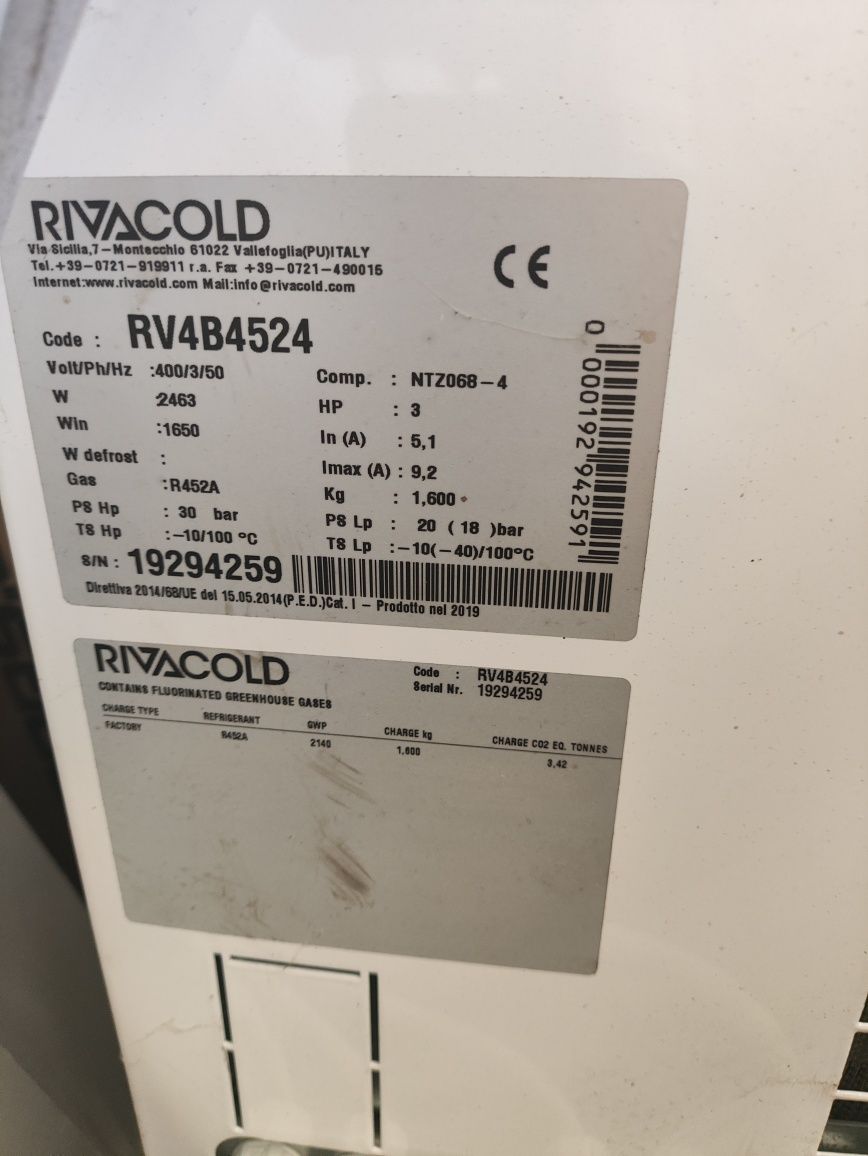 RIVACOLD
Via Sicilia,7–Montecchio 61022 Vallefoglia(PU)ITALY
Tel.+39–0721–919911 r.a. Fax +39–0721–490015
Internet:www.rivacold.com Mail:info@rivacold.com
CE
Code : RV4B4524
Volt/Ph/Hz :400/3/50
Comp. : NTZ068–4
W :2463
HP : 3
Win :1650
In (A) : 5,1
W defrost :
Imax (A) : 9,2
Gas :R452A
Kg : 1,600
PS Hp : 30 bar
PS Lp : 20 ( 18 )bar
TS Hp :–10/100 °C
TS Lp :–10(–40)/100°C
S/N : 19294259
Direttiva 2014/68/UE del 15.05.2014(P.E.D.)Cat. I – Prodotto nel 2019
0 000192 942591
RIVACOLD
Code : RV4B4524
Serial Nr. 19294259
CONTAINS FLUORINATED GREENHOUSE GASES
CHARGE TYPE REFRIGERANT GWP CHARGE kg CHARGE CO2 EQ. TONNES
FACTORY R452A 2140 1,600 3,42